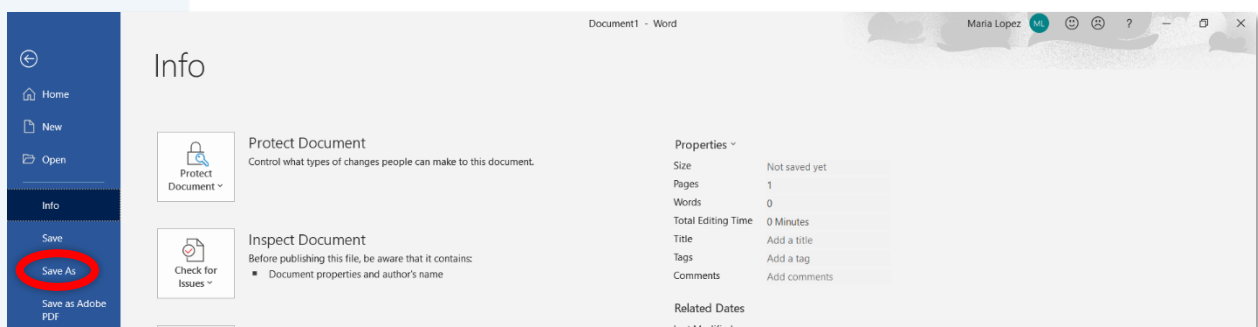 Document1 - Word
Maria Lopez ML
?
Info
Home
New
Open
Info
Save
Save As
Save as Adobe
PDF
Protect
Document
Protect Document
Control what types of changes people can make to this document.
Check for
Issues
Inspect Document
Before publishing this file, be aware that it contains:
Document properties and author's name
Properties
Size Not saved yet
Pages 1
Words 0
Total Editing Time 0 Minutes
Title Add a title
Tags Add a tag
Comments Add comments
Related Dates